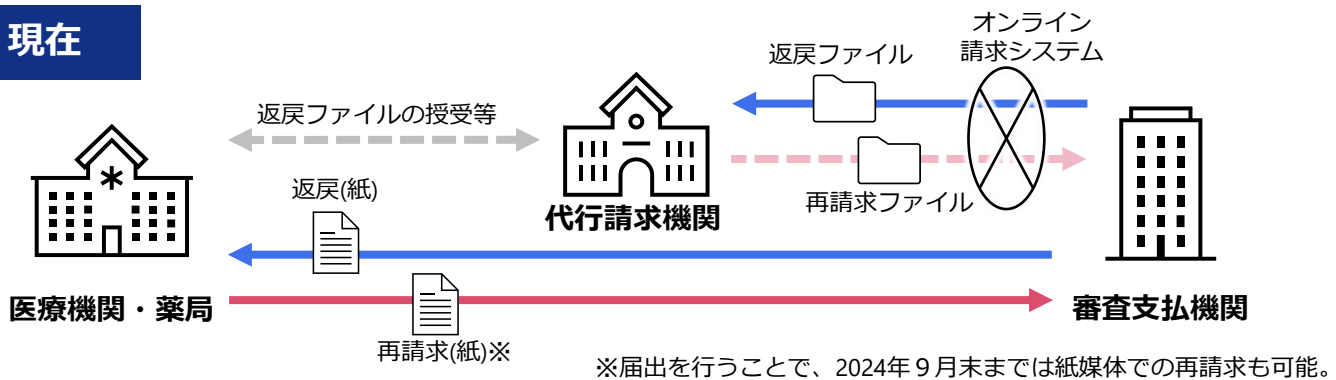 現在
オンライン
請求システム
返戻ファイル
返戻ファイルの授受等
再請求ファイル
代行請求機関
返戻(紙)
医療機関・薬局
審査支払機関
再請求(紙)※
※届出を行うことで、2024年９月末までは紙媒体での再請求も可能。